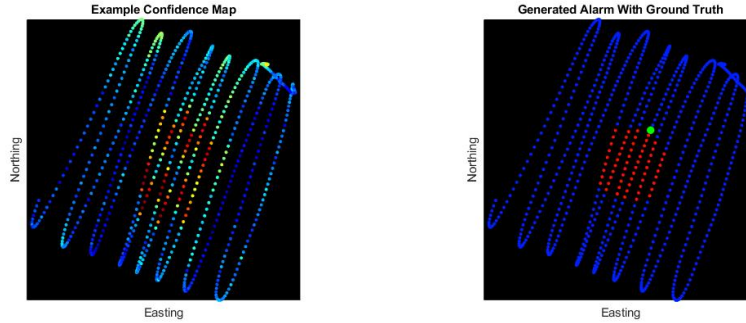 Example Confidence Map
Northing
Easting
Generated Alarm With Ground Truth
Northing
Easting